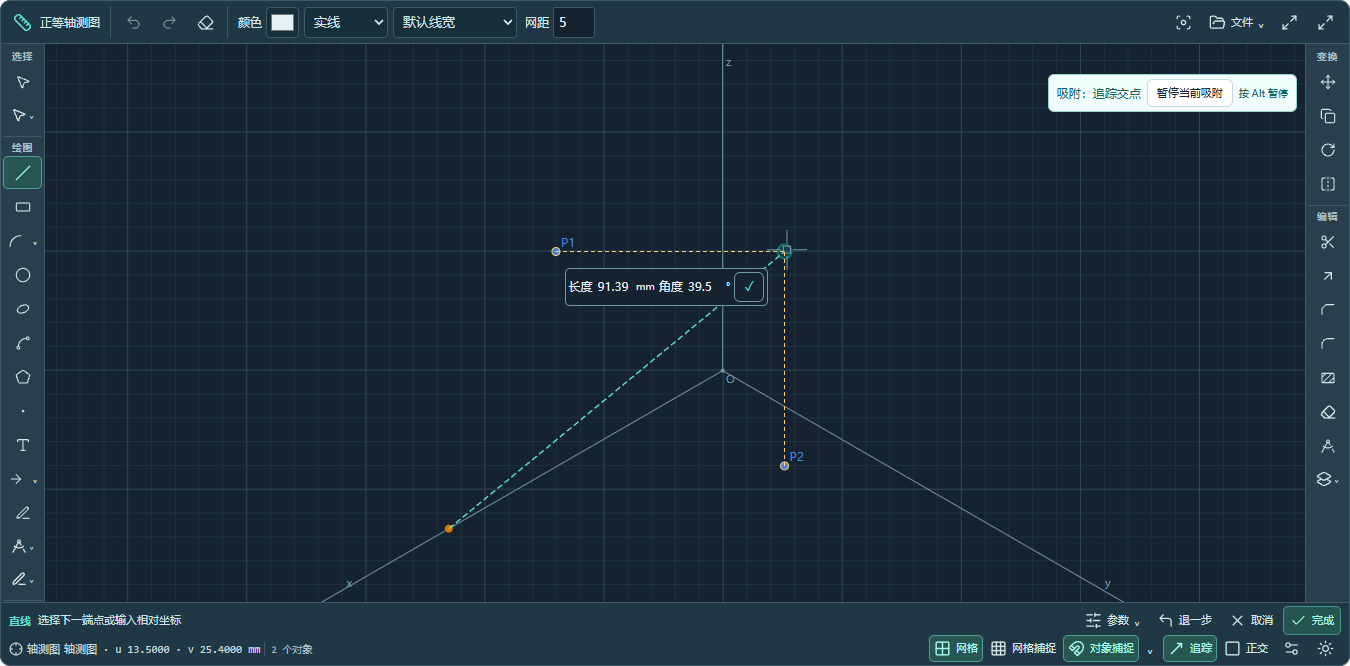 正等轴测图 颜色 实线 默认线宽 网距 5 文件
选择
变换
z
吸附：追踪交点 暂停当前吸附 按 Alt 暂停
绘图
编辑
P1
长度 91.39 mm 角度 39.5 °
O
P2
x
y
直线 选择下一端点或输入相对坐标 参数 退一步 取消 完成
轴测图 轴测图 · u 13.5000 · v 25.4000 mm 2 个对象 网格 网格捕捉 对象捕捉 追踪 正交